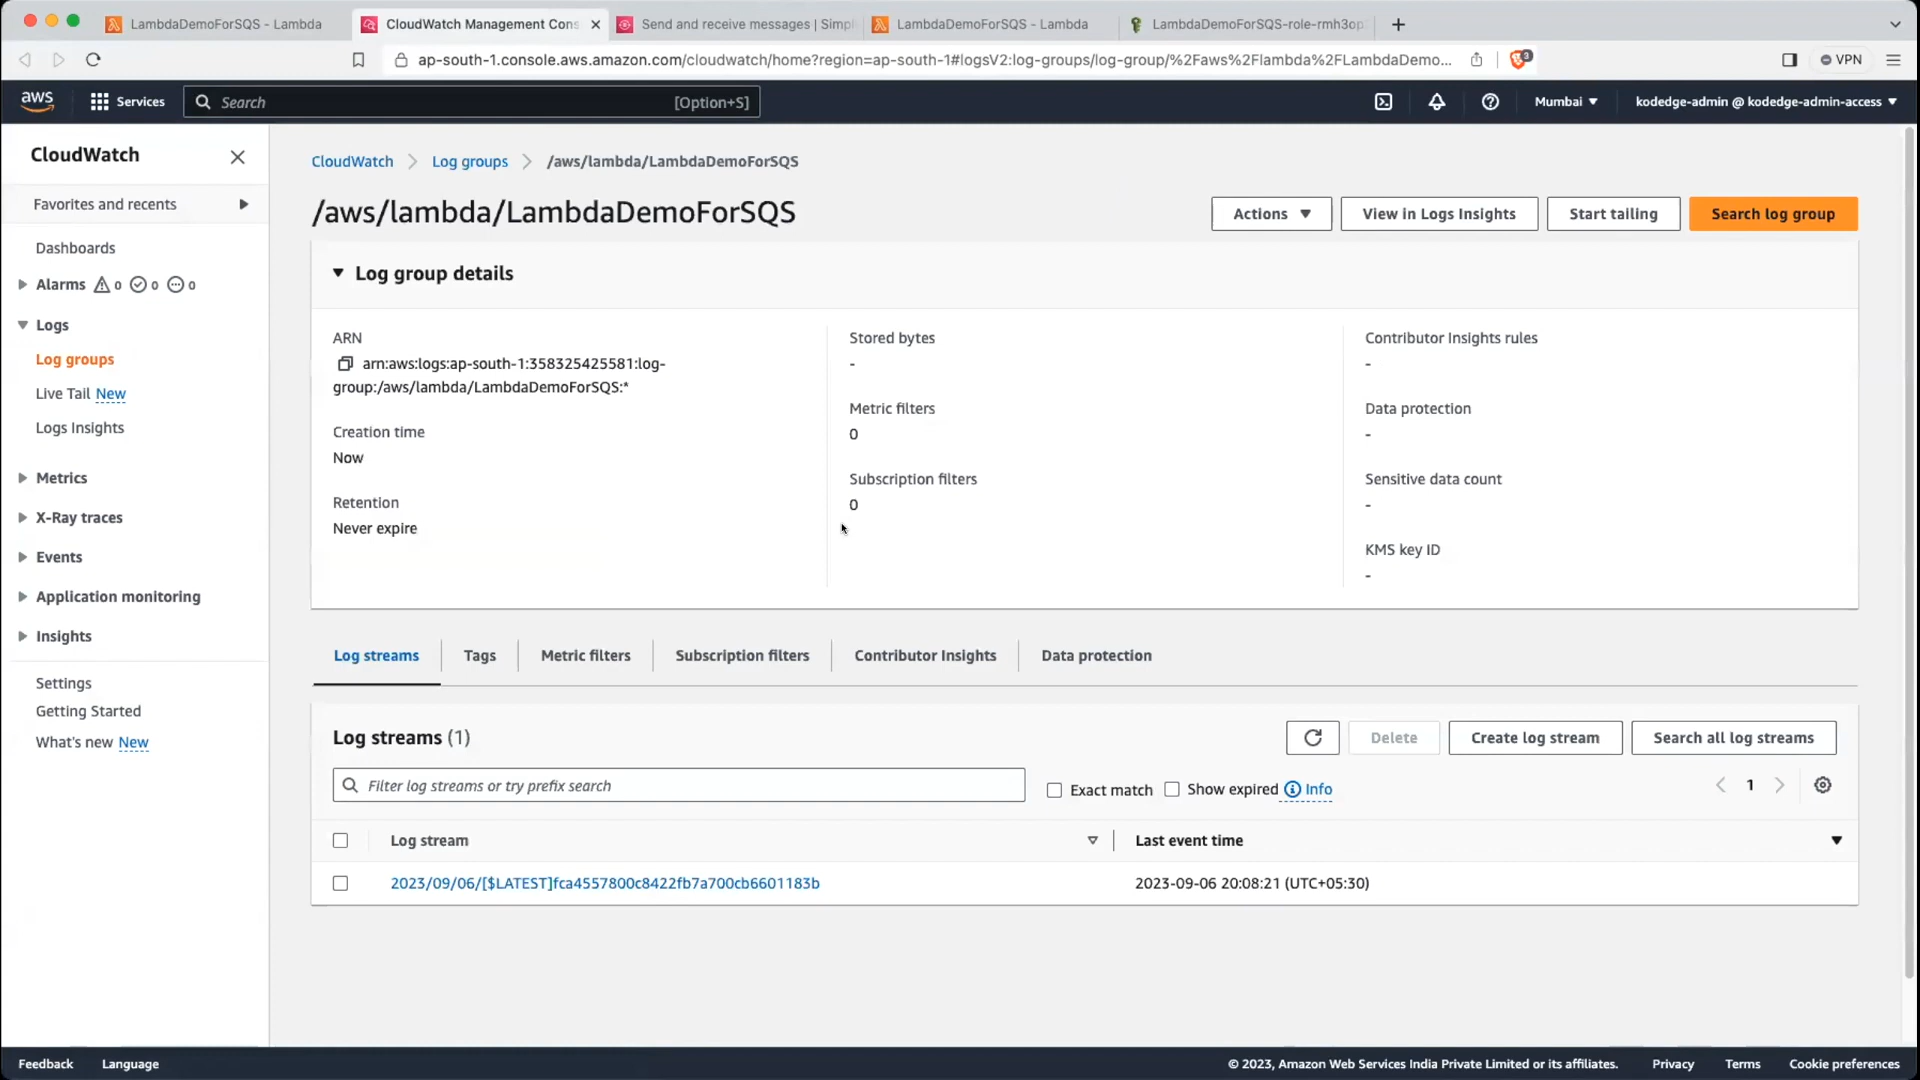 LambdaDemoForSQS - Lambda
CloudWatch Management Cons
Send and receive messages | Simpl
LambdaDemoForSQS - Lambda
LambdaDemoForSQS-role-rmh3op
ap-south-1.console.aws.amazon.com/cloudwatch/home?region=ap-south-1#logsV2:log-groups/log-group/%2Faws%2Flambda%2FLambdaDemo...
3
VPN
aws
Services
Search
[Option+S]
Mumbai
kodedge-admin @ kodedge-admin-access
CloudWatch
Favorites and recents
Dashboards
Alarms 0 0 0
Logs
Log groups
Live Tail New
Logs Insights
Metrics
X-Ray traces
Events
Application monitoring
Insights
Settings
Getting Started
What's new New
CloudWatch
Log groups
/aws/lambda/LambdaDemoForSQS
/aws/lambda/LambdaDemoForSQS
Actions
View in Logs Insights
Start tailing
Search log group
Log group details
ARN
arn:aws:logs:ap-south-1:358325425581:log-
group:/aws/lambda/LambdaDemoForSQS:*
Creation time
Now
Retention
Never expire
Stored bytes
-
Metric filters
0
Subscription filters
0
Contributor Insights rules
-
Data protection
-
Sensitive data count
-
KMS key ID
-
Log streams
Tags
Metric filters
Subscription filters
Contributor Insights
Data protection
Log streams (1)
Delete
Create log stream
Search all log streams
Filter log streams or try prefix search
Exact match
Show expired
Info
1
Log stream
Last event time
2023/09/06/[$LATEST]fca4557800c8422fb7a700cb6601183b
2023-09-06 20:08:21 (UTC+05:30)
Feedback
Language
© 2023, Amazon Web Services India Private Limited or its affiliates.
Privacy
Terms
Cookie preferences